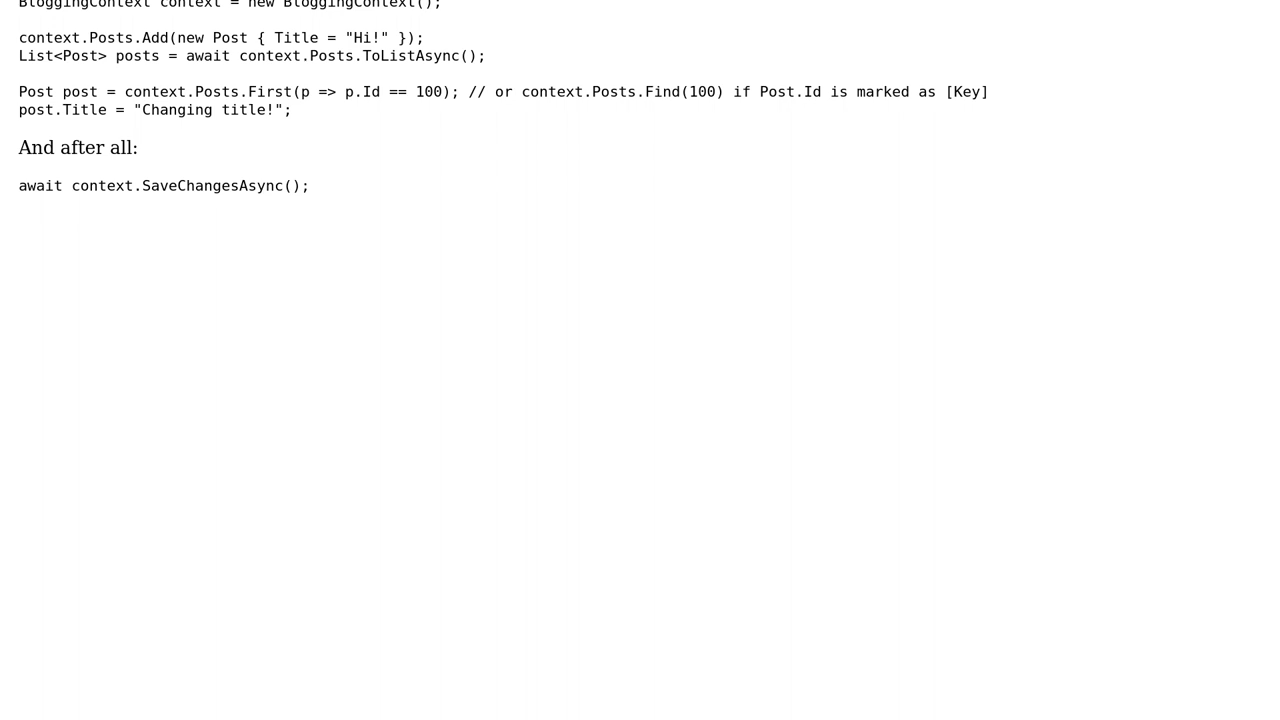 BloggingContext context = new BloggingContext();
context.Posts.Add(new Post { Title = "Hi!" });
List<Post> posts = await context.Posts.ToListAsync();
Post post = context.Posts.First(p => p.Id == 100); // or context.Posts.Find(100) if Post.Id is marked as [Key]
post.Title = "Changing title!";
And after all:
await context.SaveChangesAsync();